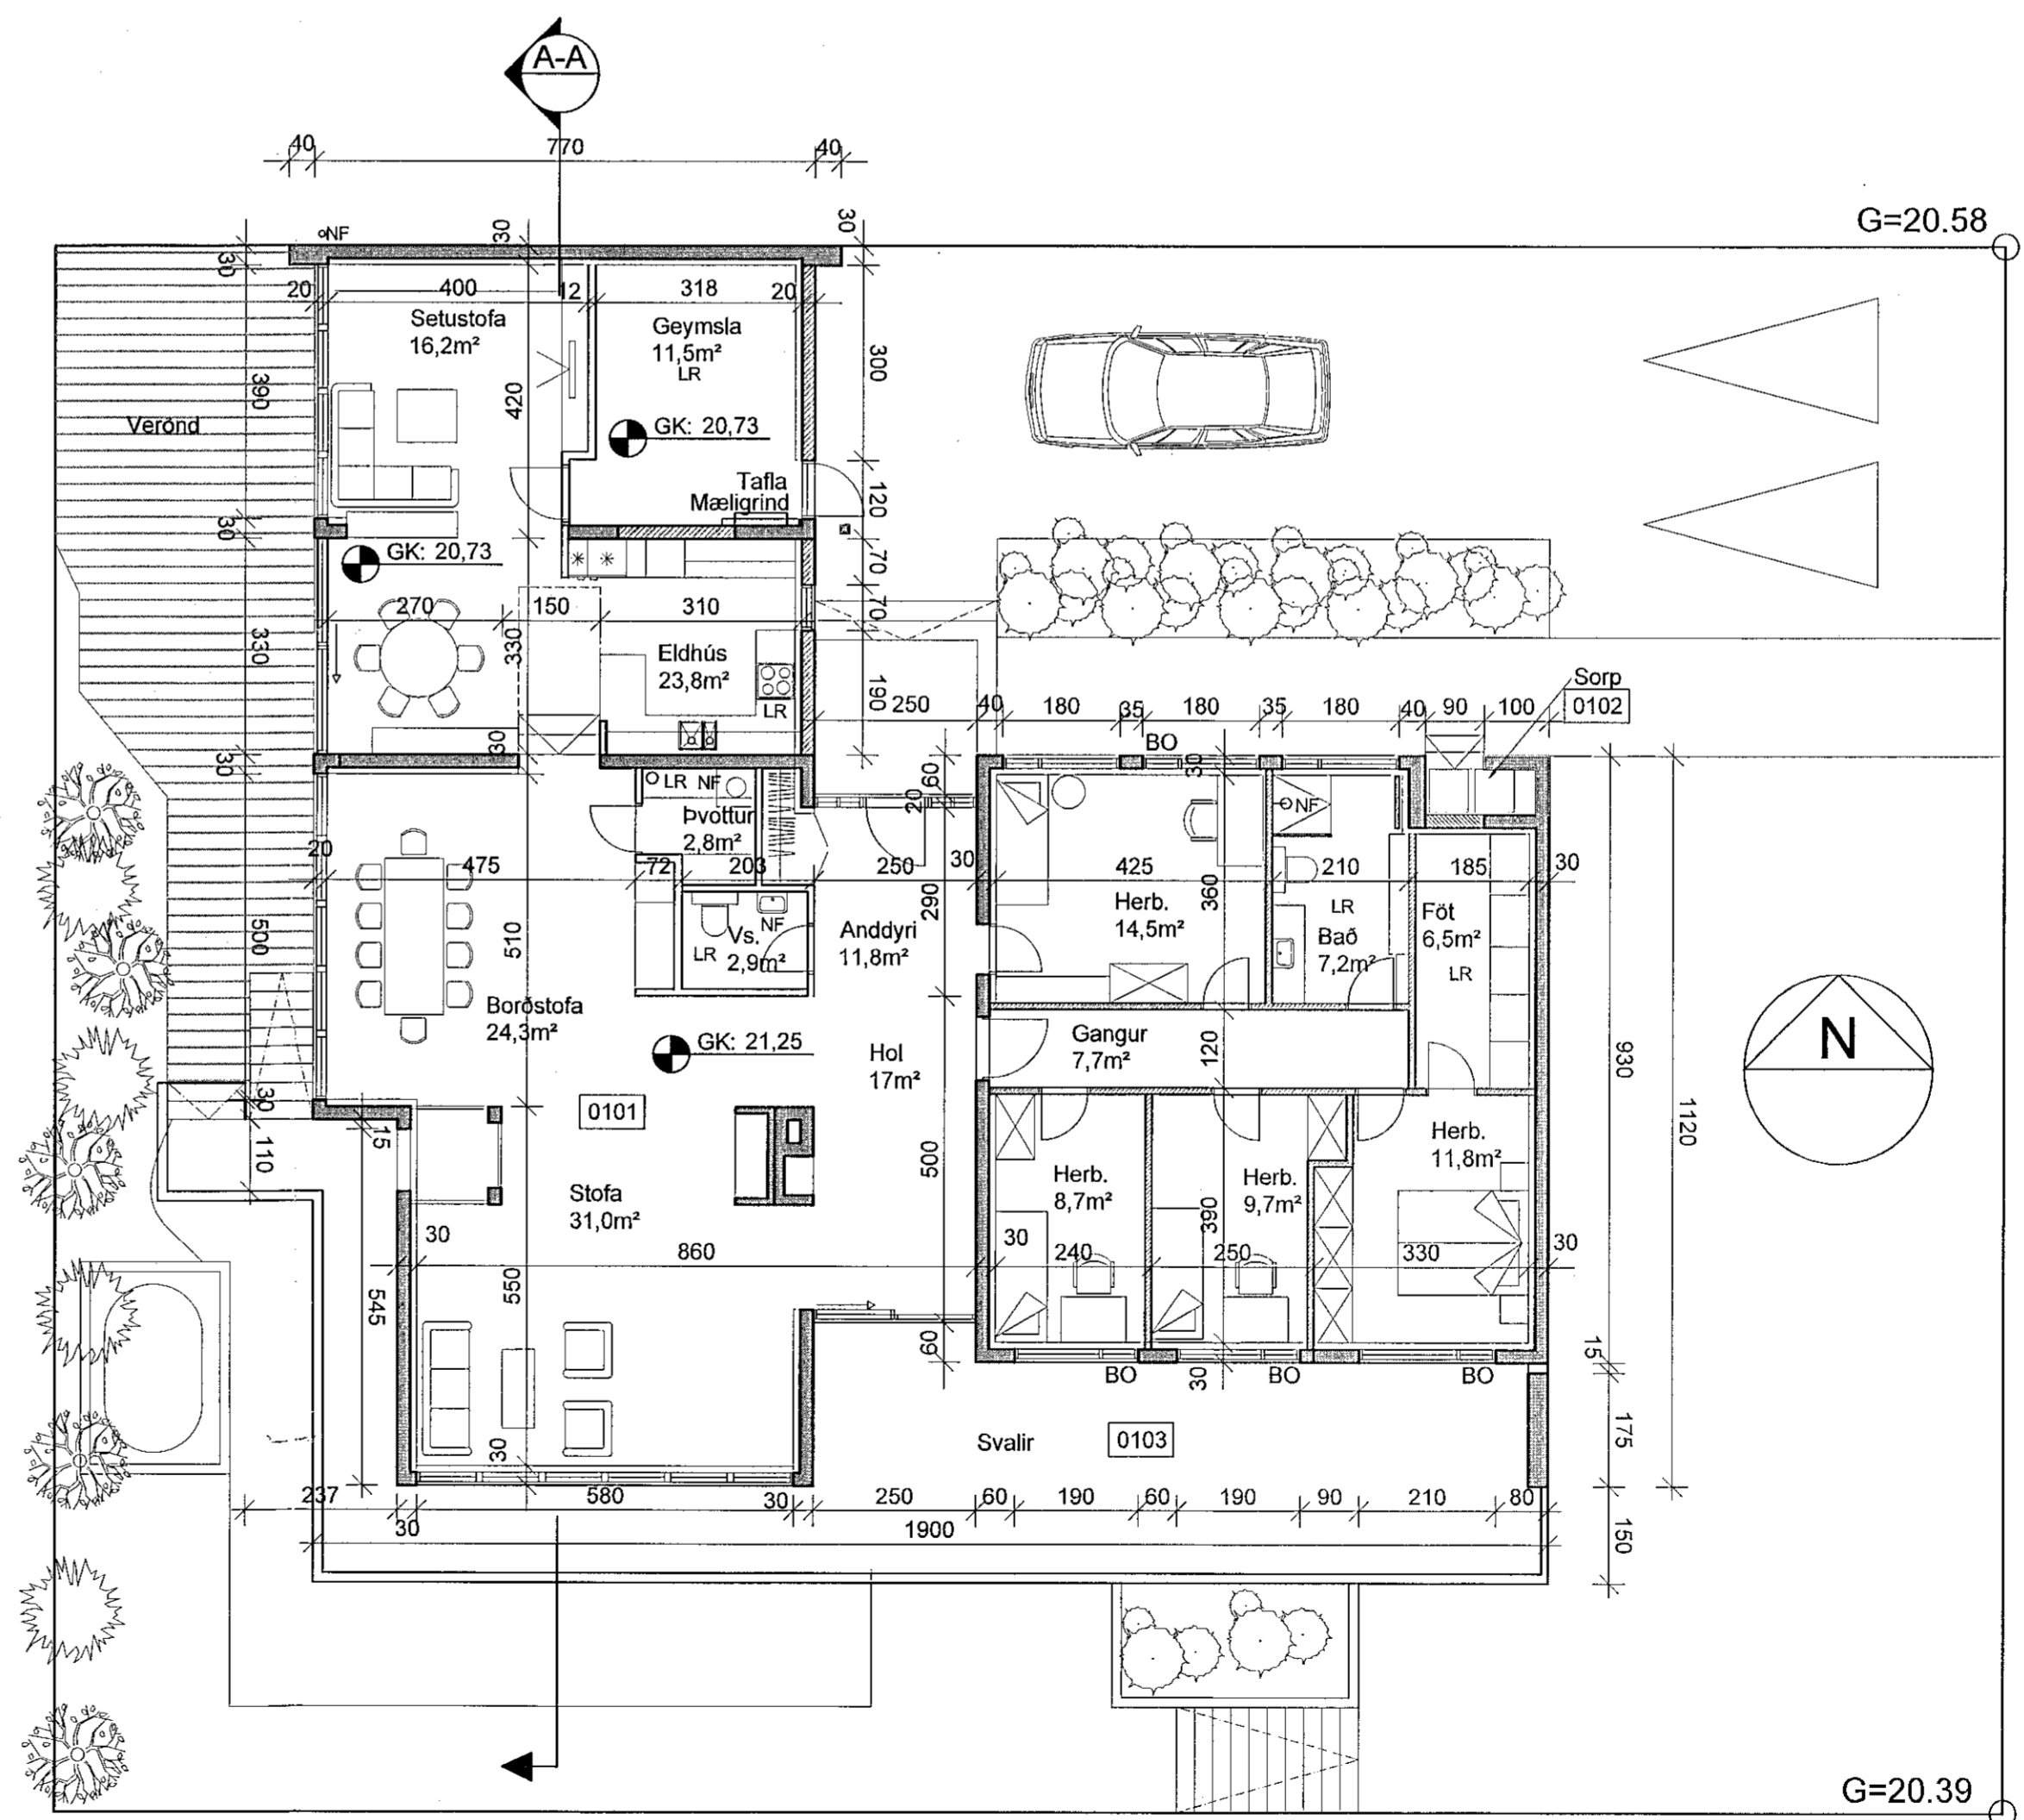 A-A
40
770
40
G=20.58
NF
30
30
30
20
400
12
318
20
Setustofa
16,2m²
Geymsla
11,5m²
LR
300
390
420
Verönd
GK: 20,73
Tafla
Mæligrind
120
30
GK: 20,73
70
270
150
310
70
330
330
Eldhús
23,8m²
LR
190
250
40
180
35
180
35
180
40
90
100
Sorp
0102
30
30
BO
30
60
20
LR
NF
Þvottur
2,8m²
NF
20
475
72
203
250
30
425
210
185
30
360
290
500
510
Herb.
14,5m²
LR
Bað
7,2m²
Föt
6,5m²
LR
Vs.
NF
LR
2,9m²
Anddyri
11,8m²
Borðstofa
24,3m²
GK: 21,25
Hol
17m²
Gangur
7,7m²
120
930
1120
N
30
15
110
0101
500
Stofa
31,0m²
Herb.
8,7m²
Herb.
9,7m²
Herb.
11,8m²
390
30
860
30
240
250
330
30
545
550
60
15
BO
30
BO
BO
Svalir
0103
175
30
237
580
30
250
60
190
60
190
90
210
80
30
1900
150
G=20.39